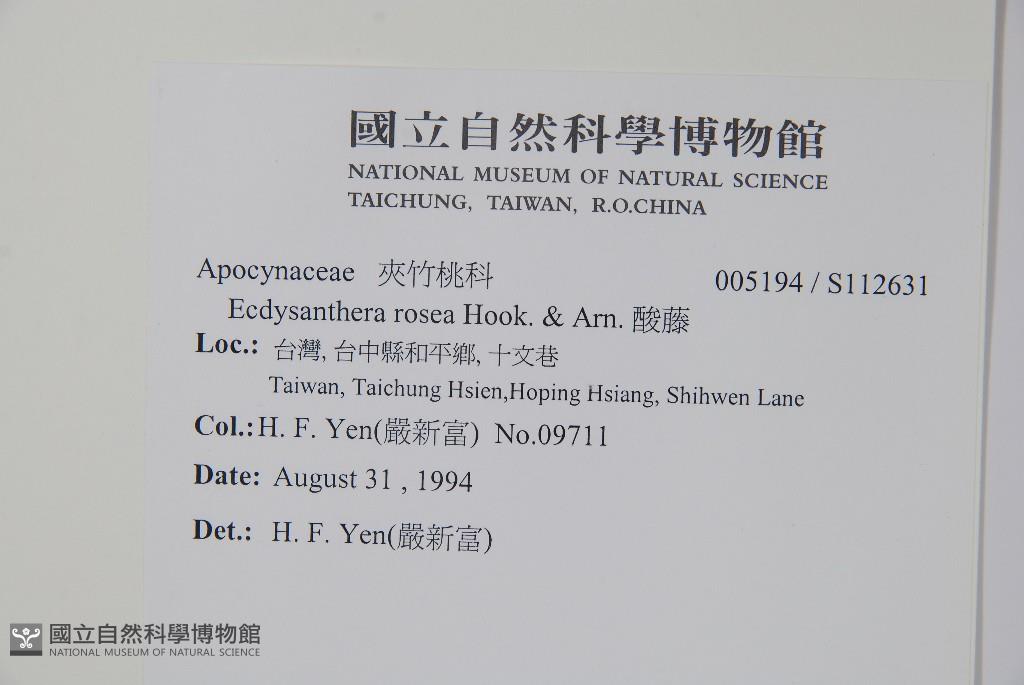 國立自然科學博物館
NATIONAL MUSEUM OF NATURAL SCIENCE
TAICHUNG, TAIWAN, R.O.CHINA
Apocynaceae 夾竹桃科 005194 / S112631
Ecdysanthera rosea Hook. & Arn. 酸藤
Loc.: 台灣, 台中縣和平鄉, 十文巷
Taiwan, Taichung Hsien,Hoping Hsiang, Shihwen Lane
Col.:H. F. Yen(嚴新富) No.09711
Date: August 31 , 1994
Det.: H. F. Yen(嚴新富)
國立自然科學博物館
NATIONAL MUSEUM OF NATURAL SCIENCE